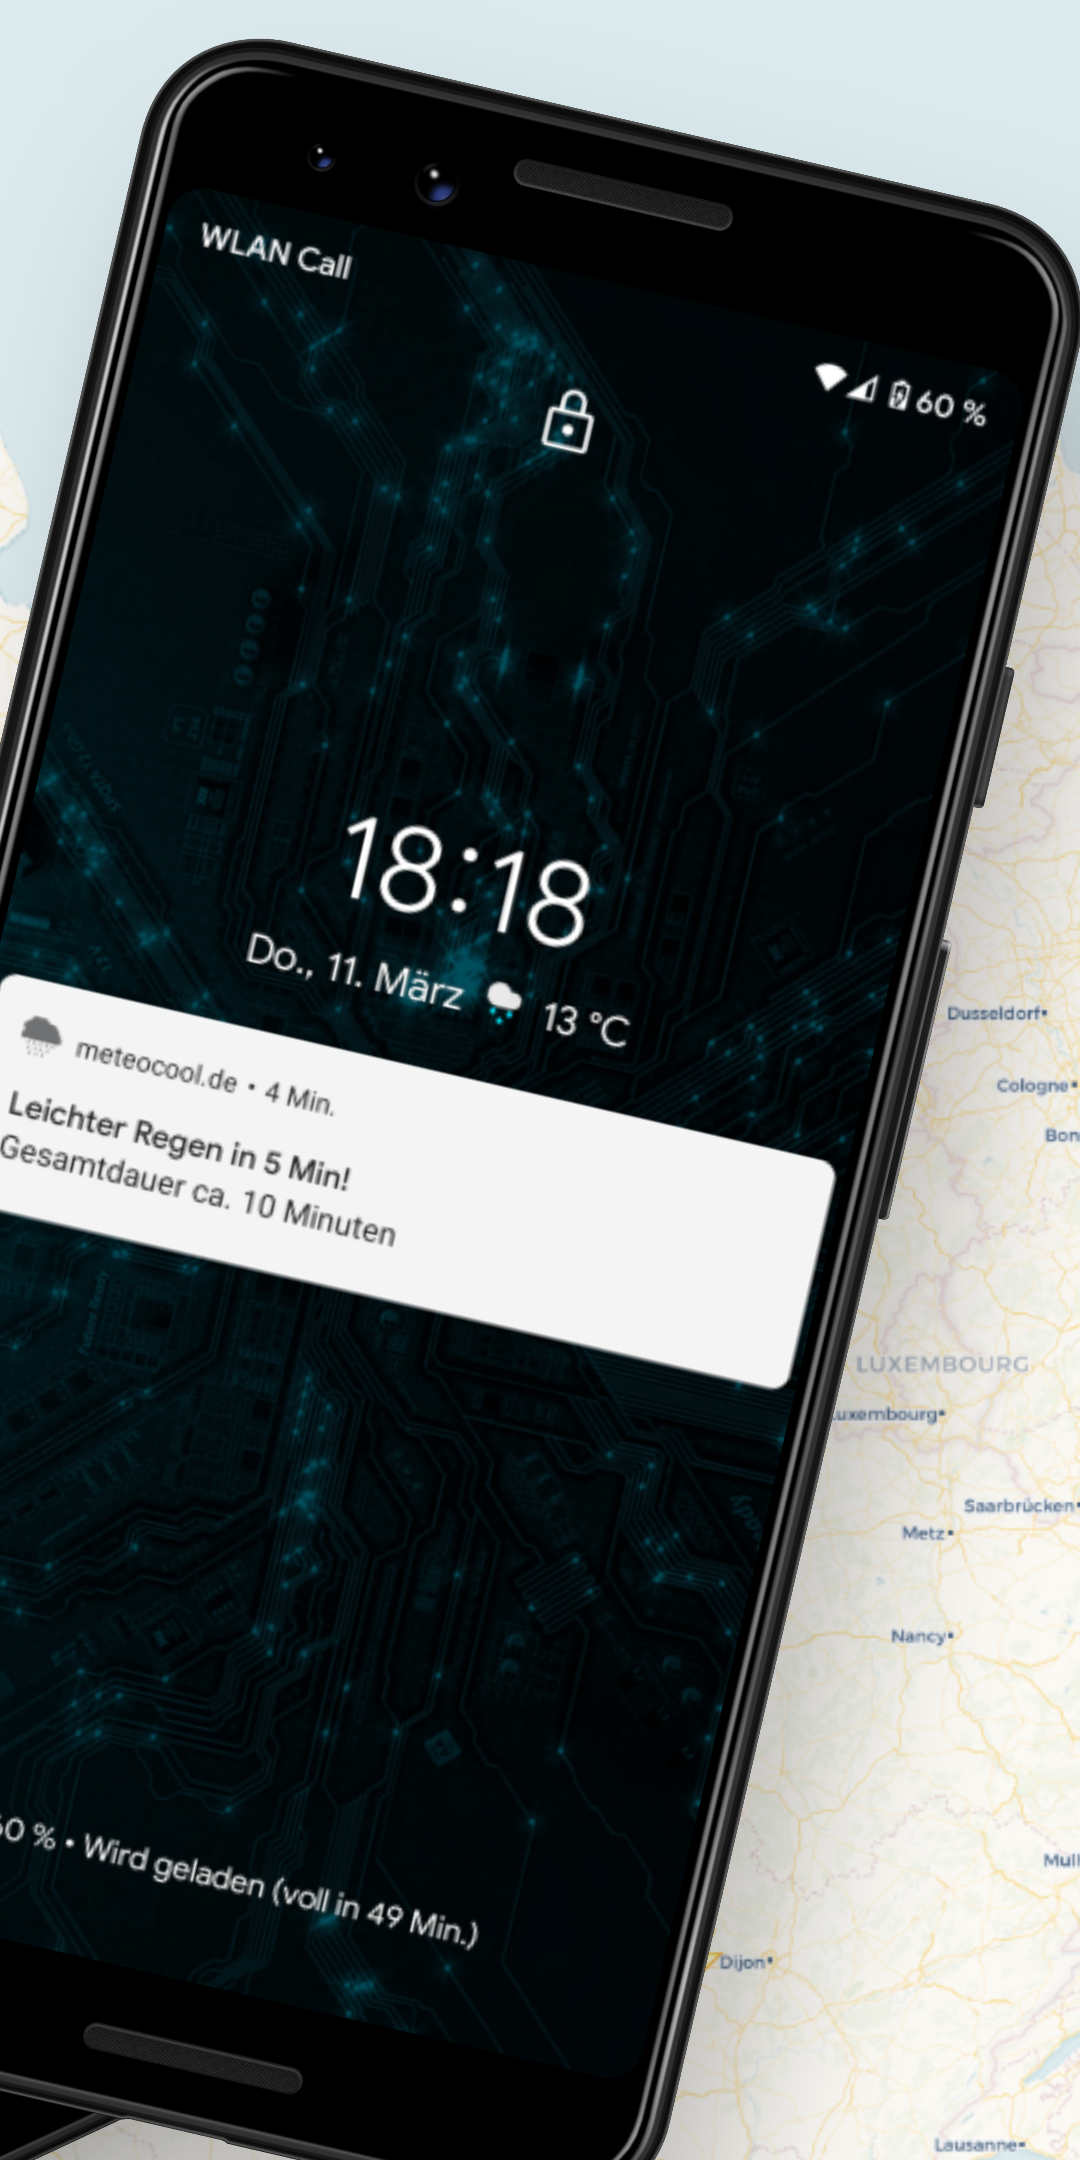 WLAN Call
60 %
18:18
Do., 11. März 13 °C
meteocool.de • 4 Min.
Leichter Regen in 5 Min!
Gesamtdauer ca. 10 Minuten
60 % • Wird geladen (voll in 49 Min.)
Dusseldorf
Cologne
Bon
LUXEMBOURG
uxembourg
Saarbrücken
Metz
Nancy
Mull
Dijon
Lausanne